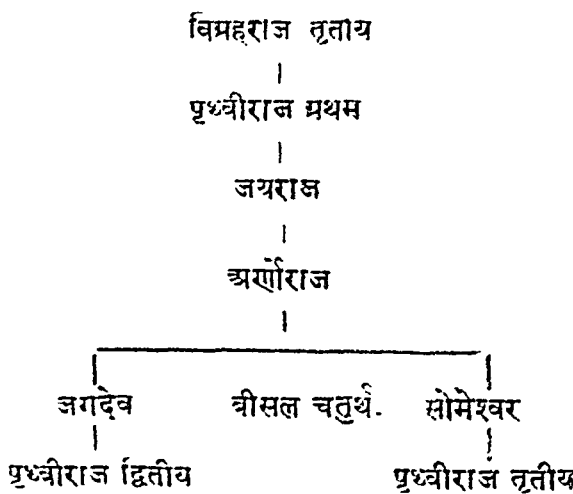 विग्रहराज तृतीय
पृथ्वीराज प्रथम
जयराज
अर्णोराज
जगदेव वीसल चतुर्थ. सोमेश्वर
पृथ्वीराज द्वितीय पृथ्वीराज तृतीय